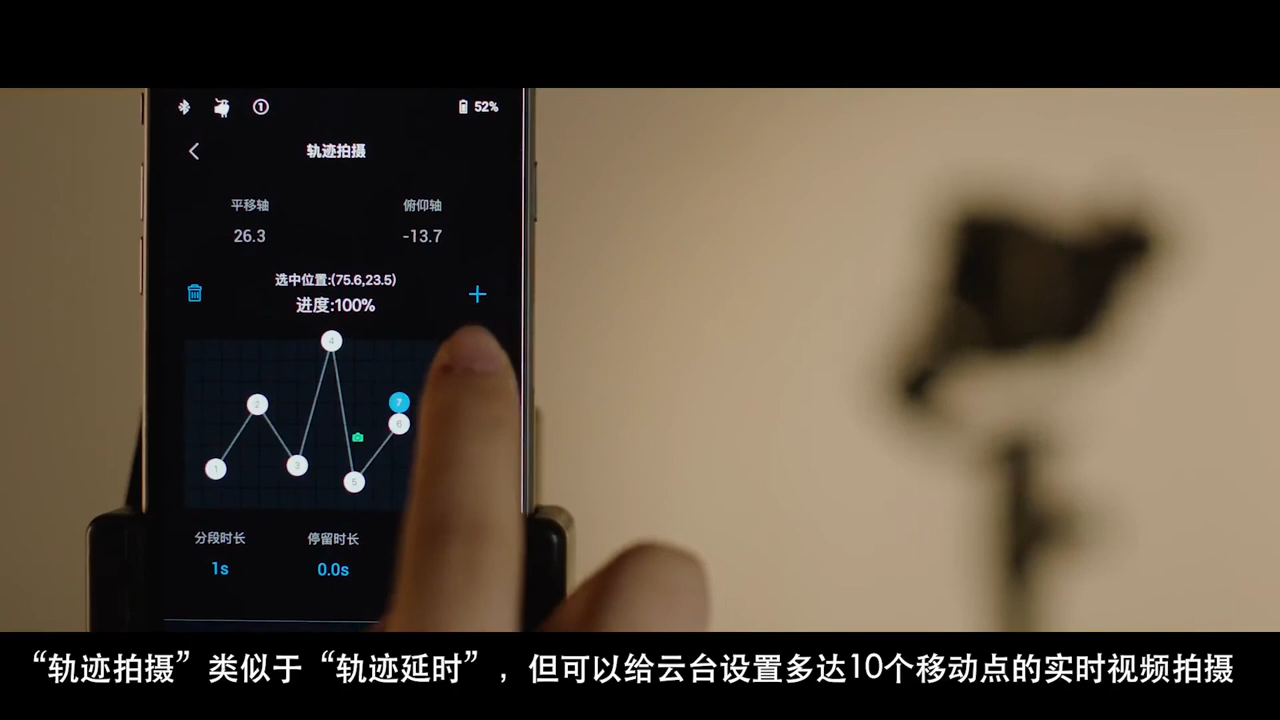 52%
轨迹拍摄
平移轴 俯仰轴
26.3 -13.7
选中位置:(75.6,23.5)
进度:100%
4
7
2
6
3
1
5
分段时长 停留时长
1s 0.0s
“轨迹拍摄”类似于“轨迹延时”，但可以给云台设置多达10个移动点的实时视频拍摄